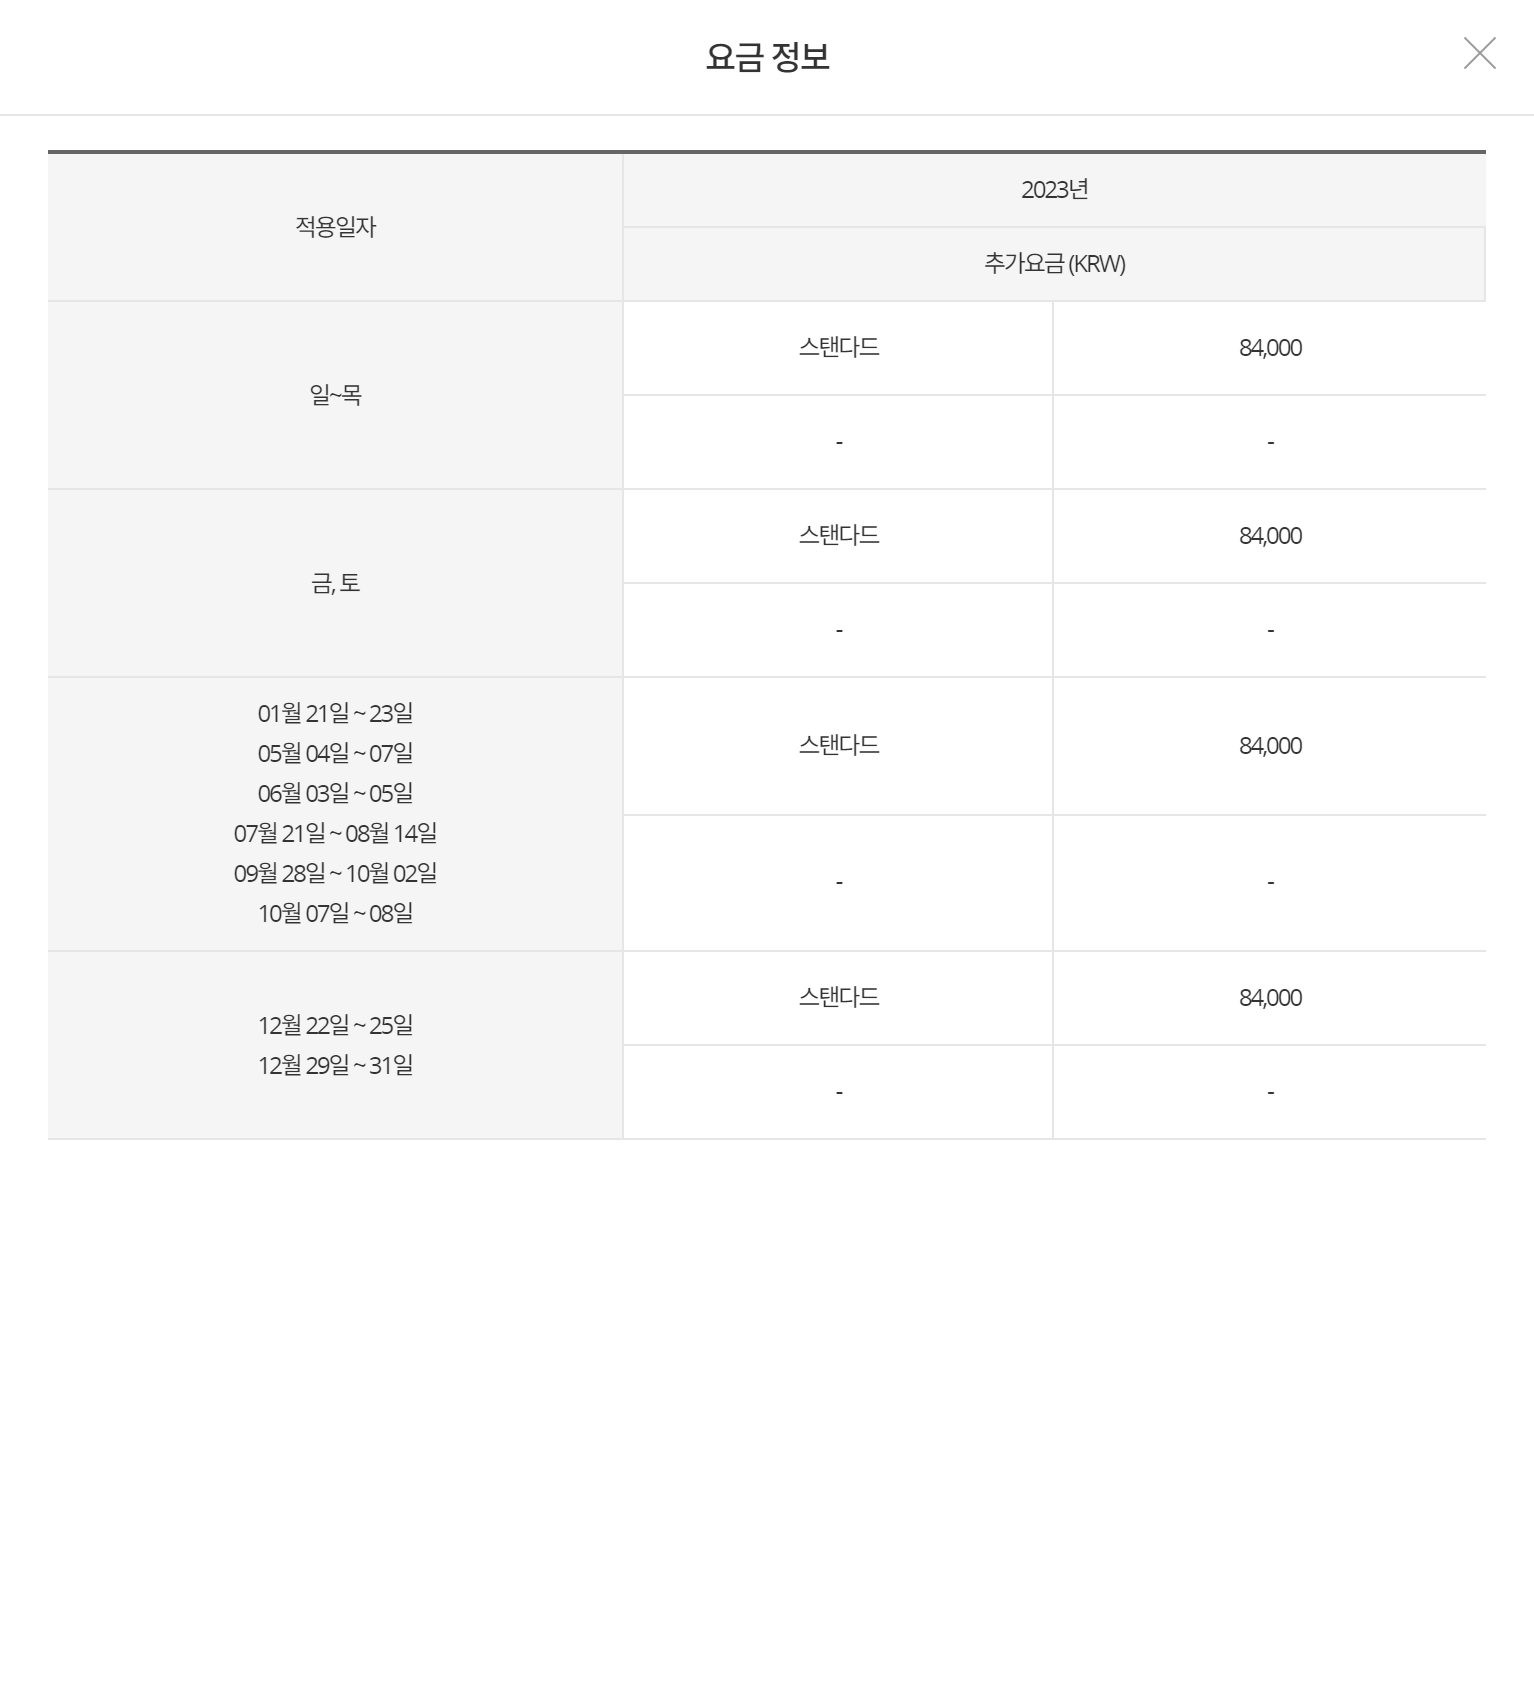 요금 정보
적용일자
2023년
추가요금 (KRW)
일~목
스탠다드
84,000
-
-
금, 토
스탠다드
84,000
-
-
01월 21일 ~ 23일
05월 04일 ~ 07일
06월 03일 ~ 05일
07월 21일 ~ 08월 14일
09월 28일 ~ 10월 02일
10월 07일 ~ 08일
스탠다드
84,000
-
-
12월 22일 ~ 25일
12월 29일 ~ 31일
스탠다드
84,000
-
-